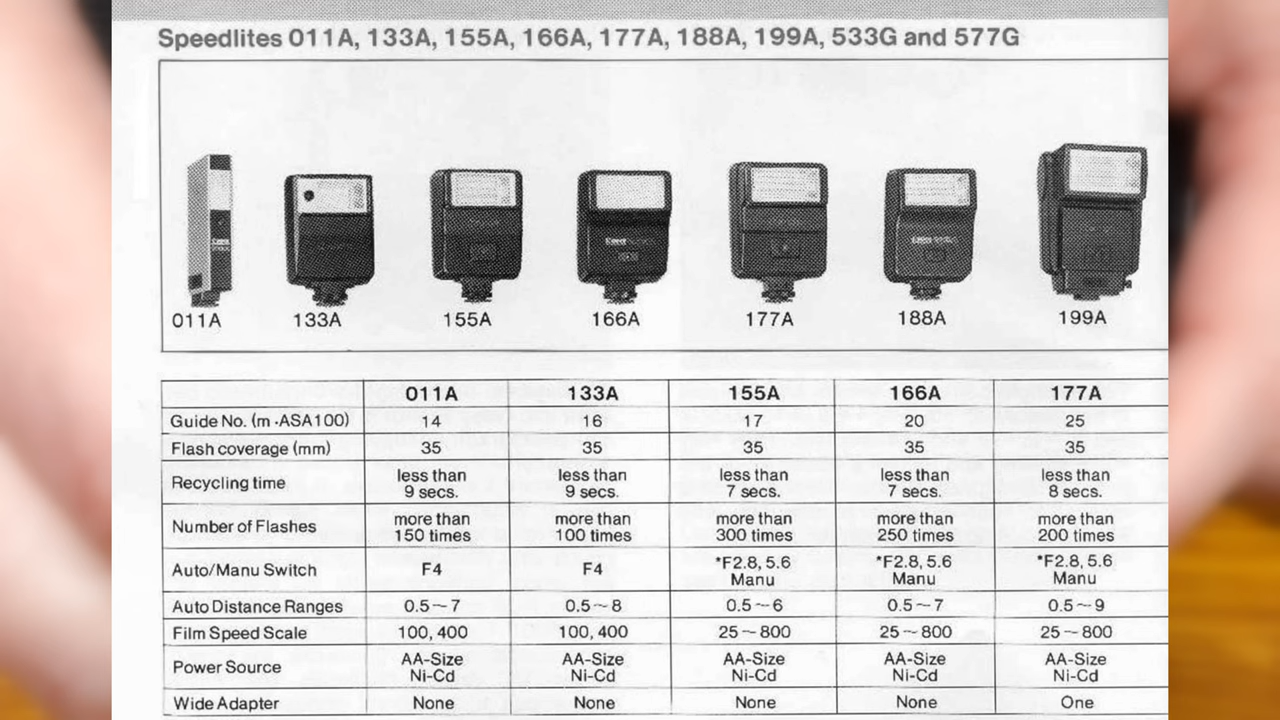 Speedlites 011A, 133A, 155A, 166A, 177A, 188A, 199A, 533G and 577G
011A 133A 155A 166A 177A 188A 199A
011A 133A 155A 166A 177A
Guide No. (m ·ASA100) 14 16 17 20 25
Flash coverage (mm) 35 35 35 35 35
Recycling time less than 9 secs. less than 9 secs. less than 7 secs. less than 7 secs. less than 8 secs.
Number of Flashes more than 150 times more than 100 times more than 300 times more than 250 times more than 200 times
Auto/Manu Switch F4 F4 *F2.8, 5.6 Manu *F2.8, 5.6 Manu *F2.8, 5.6 Manu
Auto Distance Ranges 0.5~7 0.5~8 0.5~6 0.5~7 0.5~9
Film Speed Scale 100, 400 100, 400 25~800 25~800 25~800
Power Source AA-Size Ni-Cd AA-Size Ni-Cd AA-Size Ni-Cd AA-Size Ni-Cd AA-Size Ni-Cd
Wide Adapter None None None None One